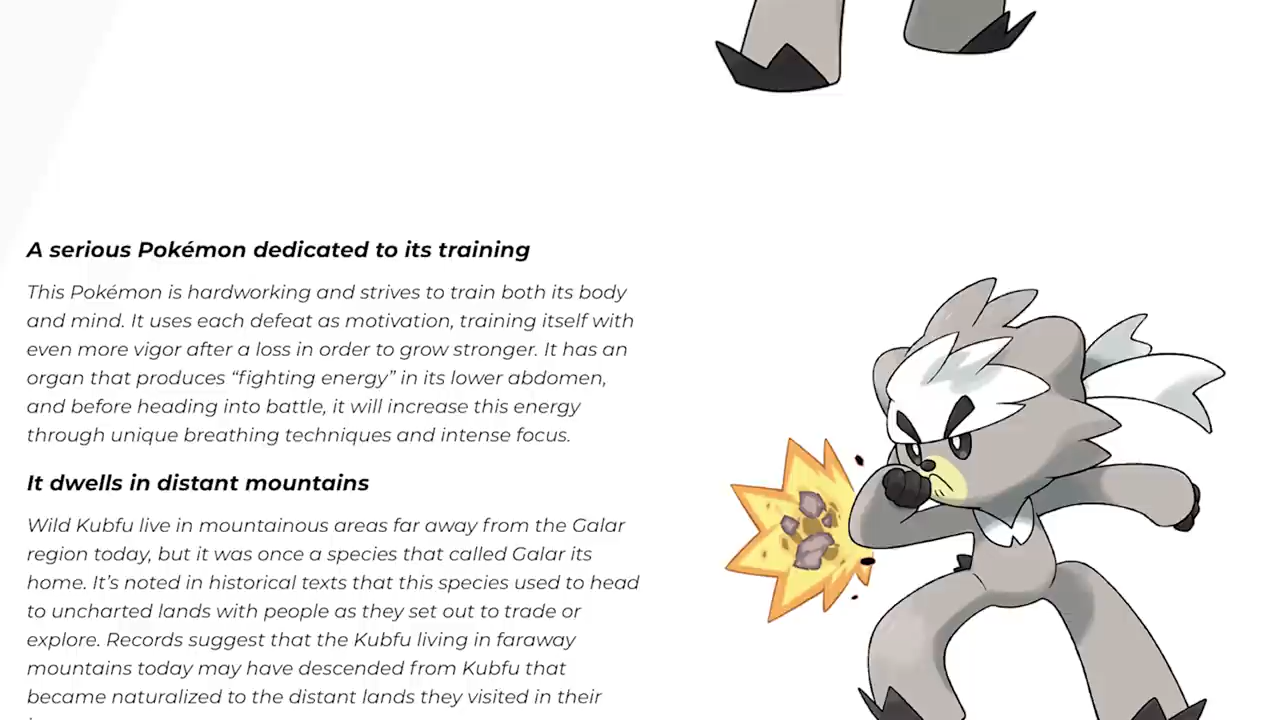 A serious Pokémon dedicated to its training
This Pokémon is hardworking and strives to train both its body
and mind. It uses each defeat as motivation, training itself with
even more vigor after a loss in order to grow stronger. It has an
organ that produces “fighting energy” in its lower abdomen,
and before heading into battle, it will increase this energy
through unique breathing techniques and intense focus.
It dwells in distant mountains
Wild Kubfu live in mountainous areas far away from the Galar
region today, but it was once a species that called Galar its
home. It’s noted in historical texts that this species used to head
to uncharted lands with people as they set out to trade or
explore. Records suggest that the Kubfu living in faraway
mountains today may have descended from Kubfu that
became naturalized to the distant lands they visited in their